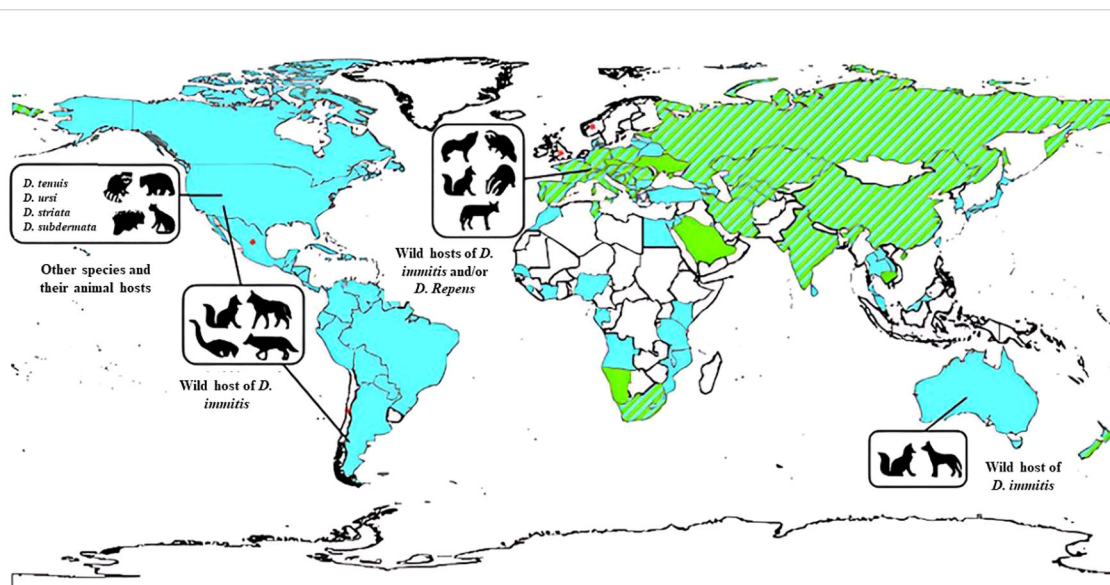 D. tenuis
D. ursi
D. striata
D. subdermata
Other species and
their animal hosts
Wild host of D.
immitis
Wild hosts of D.
immitis and/or
D. Repens
Wild host of
D. immitis